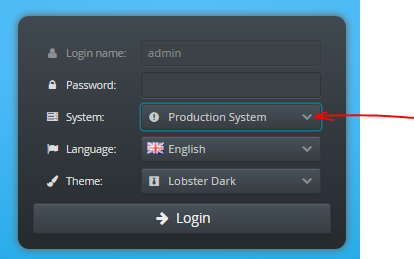 Login name: admin
Password:
System: Production System
Language: English
Theme: Lobster Dark
Login